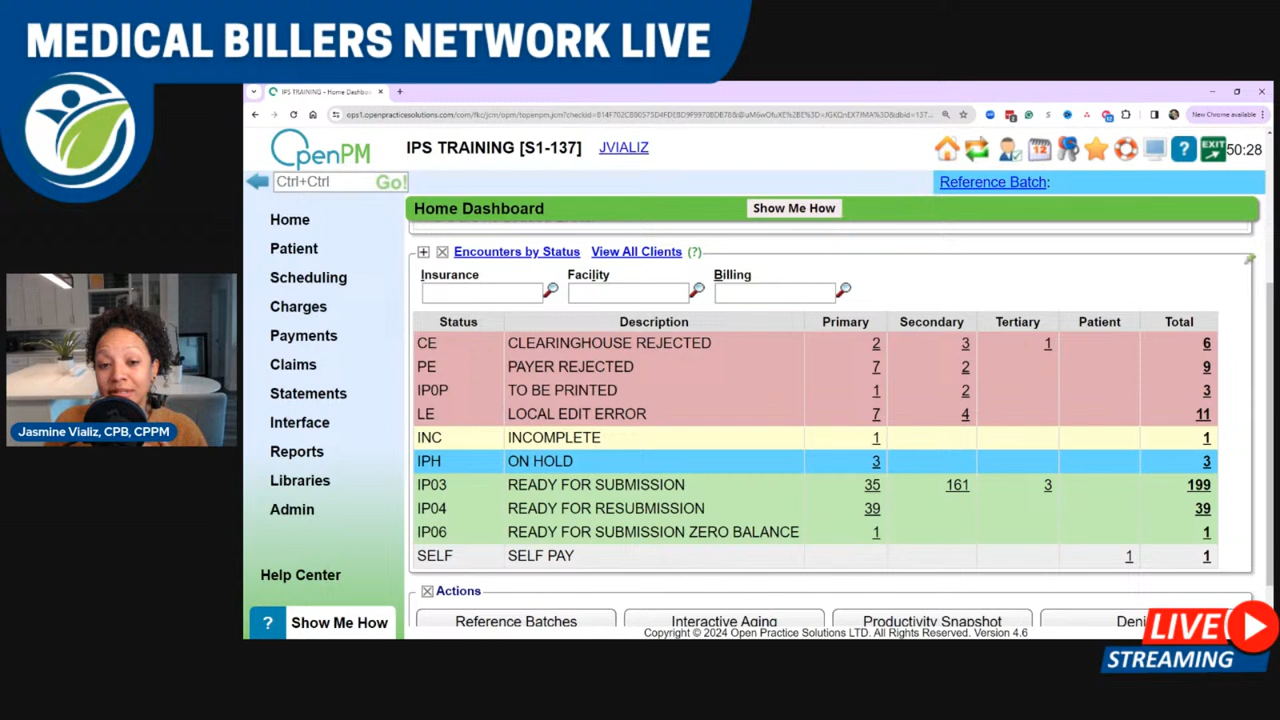 MEDICAL BILLERS NETWORK LIVE
IPS TRAINING - Home Dashbo
New Chrome available
OpenPM
IPS TRAINING [S1-137] JVIALIZ
12
?
EXIT
50:28
Ctrl+Ctrl Go!
Reference Batch:
Home Dashboard Show Me How
Home
Patient
Scheduling
Charges
Payments
Claims
Statements
Interface
Reports
Libraries
Admin
Help Center
? Show Me How
Encounters by Status View All Clients (?)
Insurance Facility Billing
Status Description Primary Secondary Tertiary Patient Total
CE CLEARINGHOUSE REJECTED 2 3 1 6
PE PAYER REJECTED 7 2 9
IP0P TO BE PRINTED 1 2 3
LE LOCAL EDIT ERROR 7 4 11
INC INCOMPLETE 1 1
IPH ON HOLD 3 3
IP03 READY FOR SUBMISSION 35 161 3 199
IP04 READY FOR RESUBMISSION 39 39
IP06 READY FOR SUBMISSION ZERO BALANCE 1 1
SELF SELF PAY 1 1
Actions
Reference Batches Interactive Aging Productivity Snapshot Deni
Copyright © 2024 Open Practice Solutions LTD. All Rights Reserved. Version 4.6
Jasmine Vializ, CPB, CPPM
LIVE
STREAMING